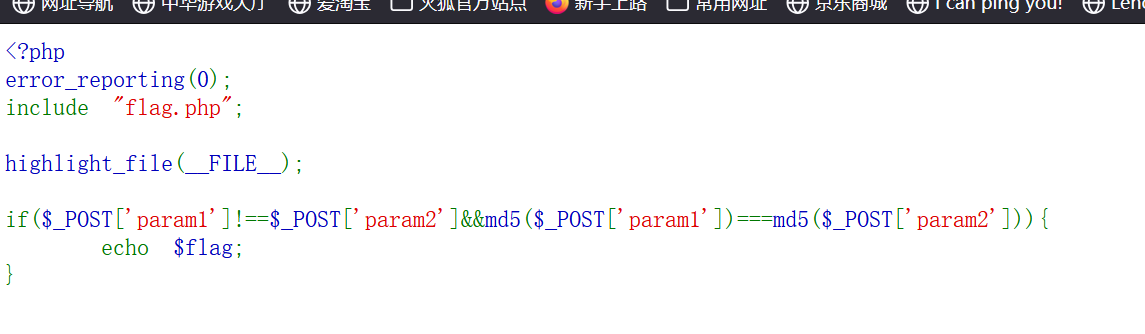 网址导航 中华游戏大厅 爱淘宝 火狐官方站点 新手上路 常用网址 京东商城 I can ping you!
<?php
error_reporting(0);
include "flag.php";
highlight_file(__FILE__);
if($_POST['param1']!==$_POST['param2']&&md5($_POST['param1'])===md5($_POST['param2'])){
echo $flag;
}